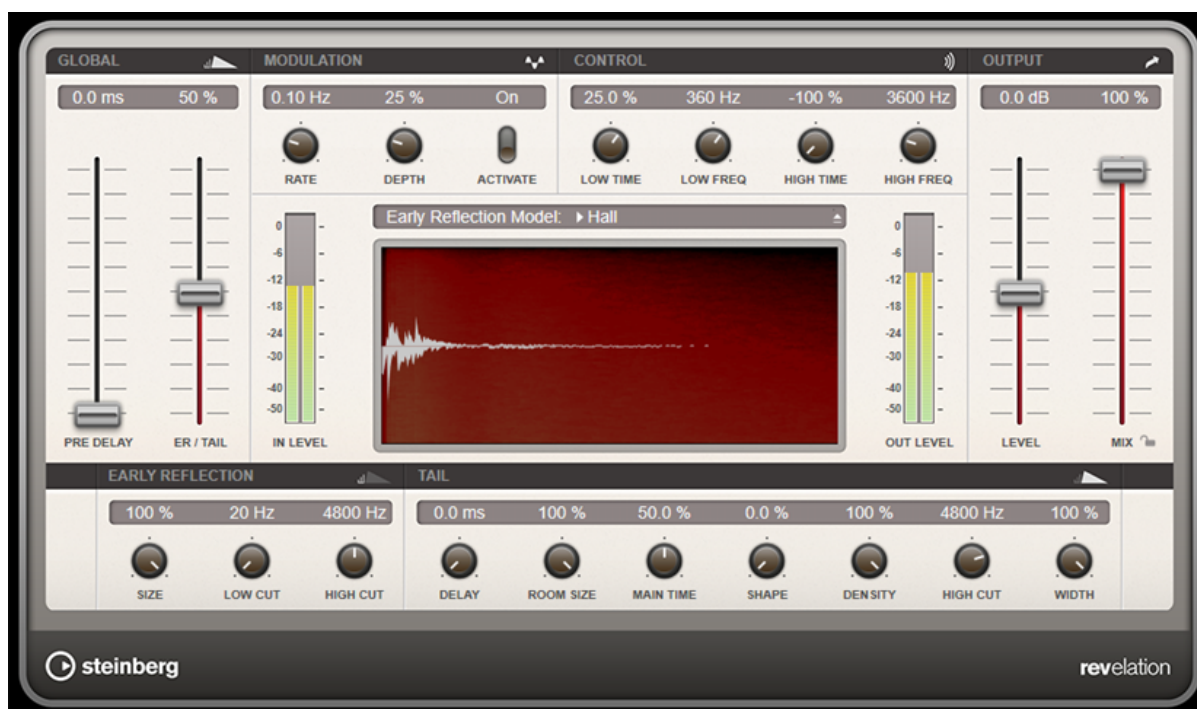 GLOBAL MODULATION CONTROL OUTPUT
0.0 ms 50 % 0.10 Hz 25 % On 25.0 % 360 Hz -100 % 3600 Hz 0.0 dB 100 %
RATE DEPTH ACTIVATE LOW TIME LOW FREQ HIGH TIME HIGH FREQ
Early Reflection Model: Hall
0 0
-6 -6
-12 -12
-18 -18
-24 -24
-30 -30
-40 -40
-50 -50
PRE DELAY ER / TAIL IN LEVEL OUT LEVEL LEVEL MIX
EARLY REFLECTION TAIL
100 % 20 Hz 4800 Hz 0.0 ms 100 % 50.0 % 0.0 % 100 % 4800 Hz 100 %
SIZE LOW CUT HIGH CUT DELAY ROOM SIZE MAIN TIME SHAPE DENSITY HIGH CUT WIDTH
steinberg revelation